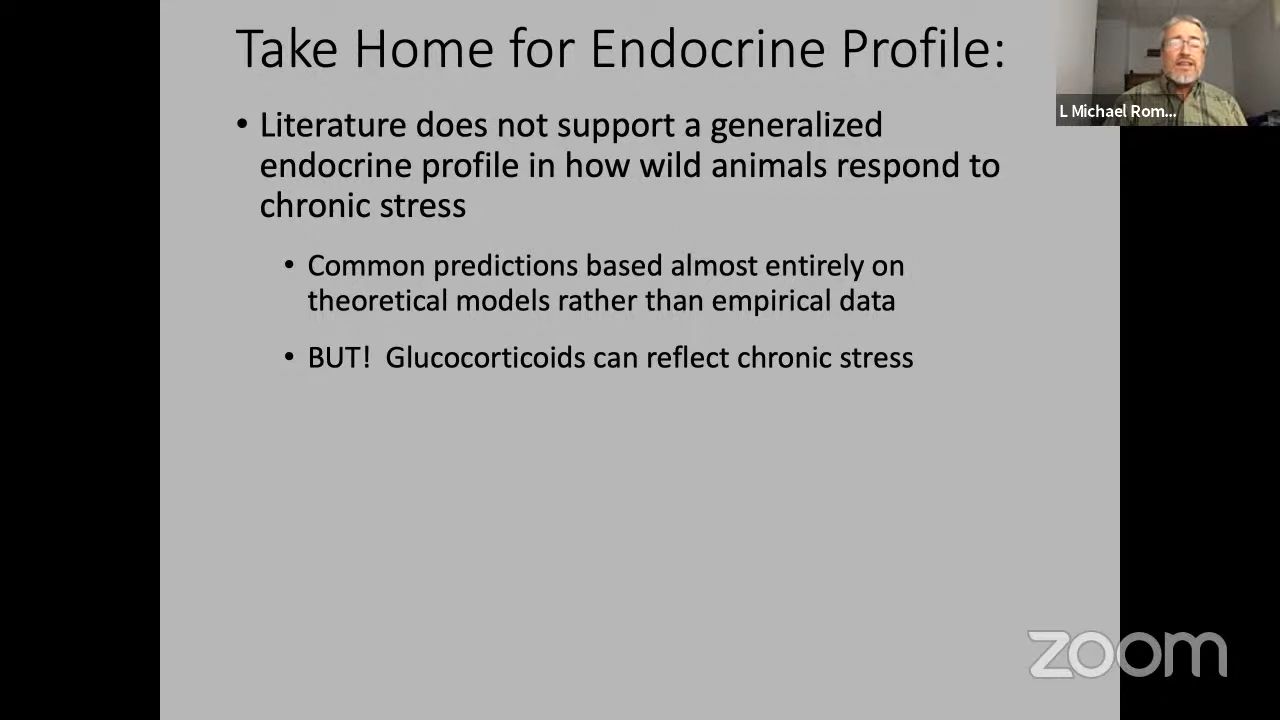 Take Home for Endocrine Profile:
L Michael Rom...
• Literature does not support a generalized
endocrine profile in how wild animals respond to
chronic stress
• Common predictions based almost entirely on
theoretical models rather than empirical data
• BUT!  Glucocorticoids can reflect chronic stress
zoom